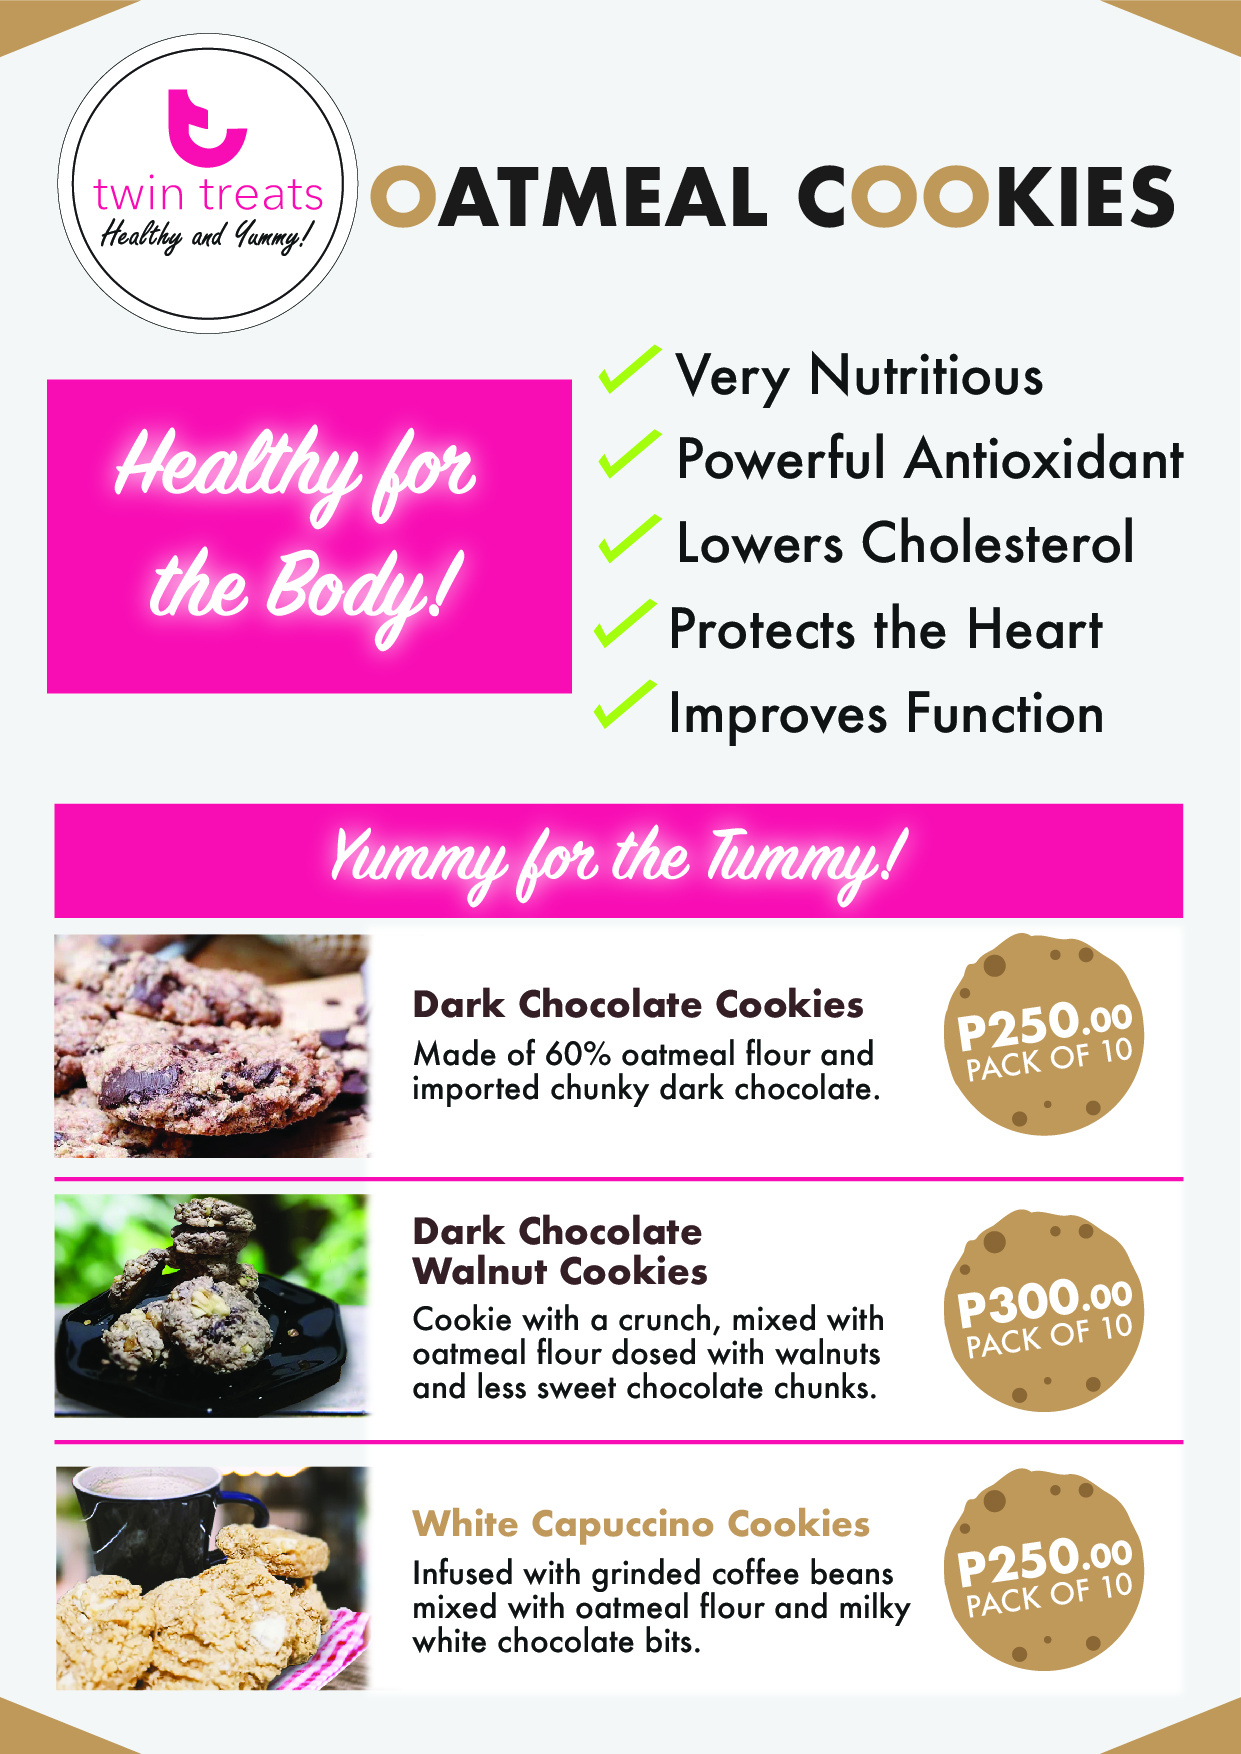 twin treats
Healthy and Yummy!
OATMEAL COOKIES
Healthy for
the Body!
Very Nutritious
Powerful Antioxidant
Lowers Cholesterol
Protects the Heart
Improves Function
Yummy for the Tummy!
Dark Chocolate Cookies
Made of 60% oatmeal flour and
imported chunky dark chocolate.
P250.00
PACK OF 10
Dark Chocolate
Walnut Cookies
Cookie with a crunch, mixed with
oatmeal flour dosed with walnuts
and less sweet chocolate chunks.
P300.00
PACK OF 10
White Capuccino Cookies
Infused with grinded coffee beans
mixed with oatmeal flour and milky
white chocolate bits.
P250.00
PACK OF 10